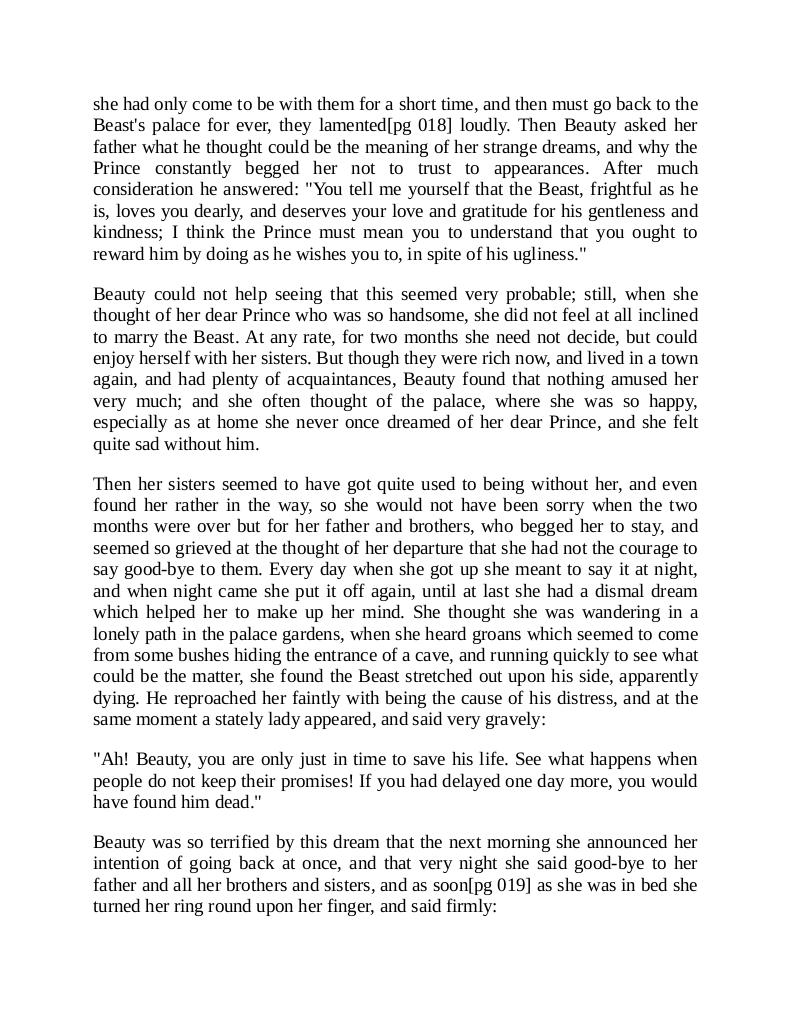 she had only come to be with them for a short time, and then must go back to the
Beast's palace for ever, they lamented[pg 018] loudly. Then Beauty asked her
father what he thought could be the meaning of her strange dreams, and why the
Prince constantly begged her not to trust to appearances. After much
consideration he answered: "You tell me yourself that the Beast, frightful as he
is, loves you dearly, and deserves your love and gratitude for his gentleness and
kindness; I think the Prince must mean you to understand that you ought to
reward him by doing as he wishes you to, in spite of his ugliness."
Beauty could not help seeing that this seemed very probable; still, when she
thought of her dear Prince who was so handsome, she did not feel at all inclined
to marry the Beast. At any rate, for two months she need not decide, but could
enjoy herself with her sisters. But though they were rich now, and lived in a town
again, and had plenty of acquaintances, Beauty found that nothing amused her
very much; and she often thought of the palace, where she was so happy,
especially as at home she never once dreamed of her dear Prince, and she felt
quite sad without him.
Then her sisters seemed to have got quite used to being without her, and even
found her rather in the way, so she would not have been sorry when the two
months were over but for her father and brothers, who begged her to stay, and
seemed so grieved at the thought of her departure that she had not the courage to
say good-bye to them. Every day when she got up she meant to say it at night,
and when night came she put it off again, until at last she had a dismal dream
which helped her to make up her mind. She thought she was wandering in a
lonely path in the palace gardens, when she heard groans which seemed to come
from some bushes hiding the entrance of a cave, and running quickly to see what
could be the matter, she found the Beast stretched out upon his side, apparently
dying. He reproached her faintly with being the cause of his distress, and at the
same moment a stately lady appeared, and said very gravely:
"Ah! Beauty, you are only just in time to save his life. See what happens when
people do not keep their promises! If you had delayed one day more, you would
have found him dead."
Beauty was so terrified by this dream that the next morning she announced her
intention of going back at once, and that very night she said good-bye to her
father and all her brothers and sisters, and as soon[pg 019] as she was in bed she
turned her ring round upon her finger, and said firmly: